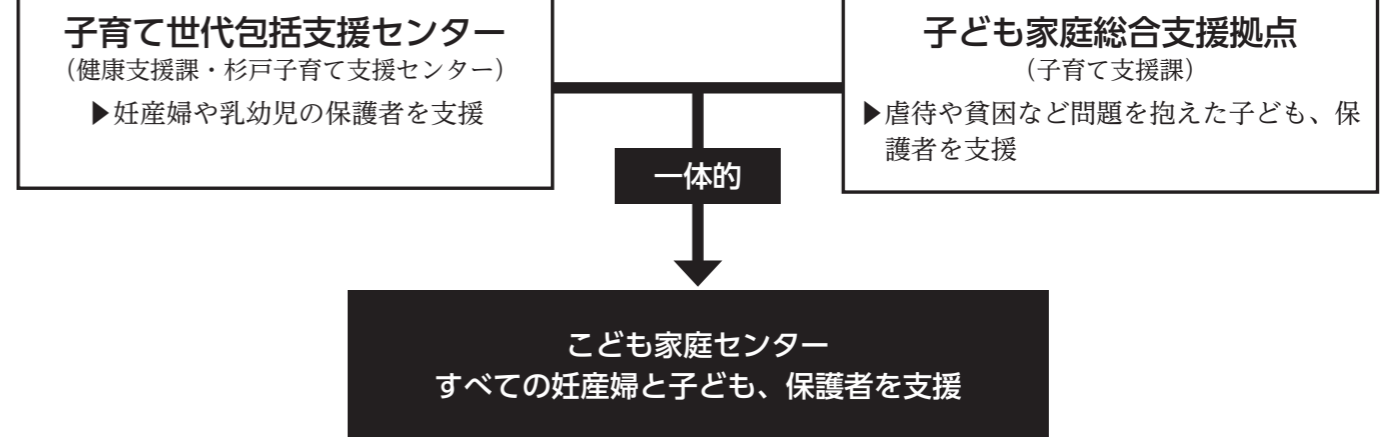 子育て世代包括支援センター
（健康支援課・杉戸子育て支援センター）
▶妊産婦や乳幼児の保護者を支援
子ども家庭総合支援拠点
（子育て支援課）
▶虐待や貧困など問題を抱えた子ども、保
護者を支援
一体的
こども家庭センター
すべての妊産婦と子ども、保護者を支援